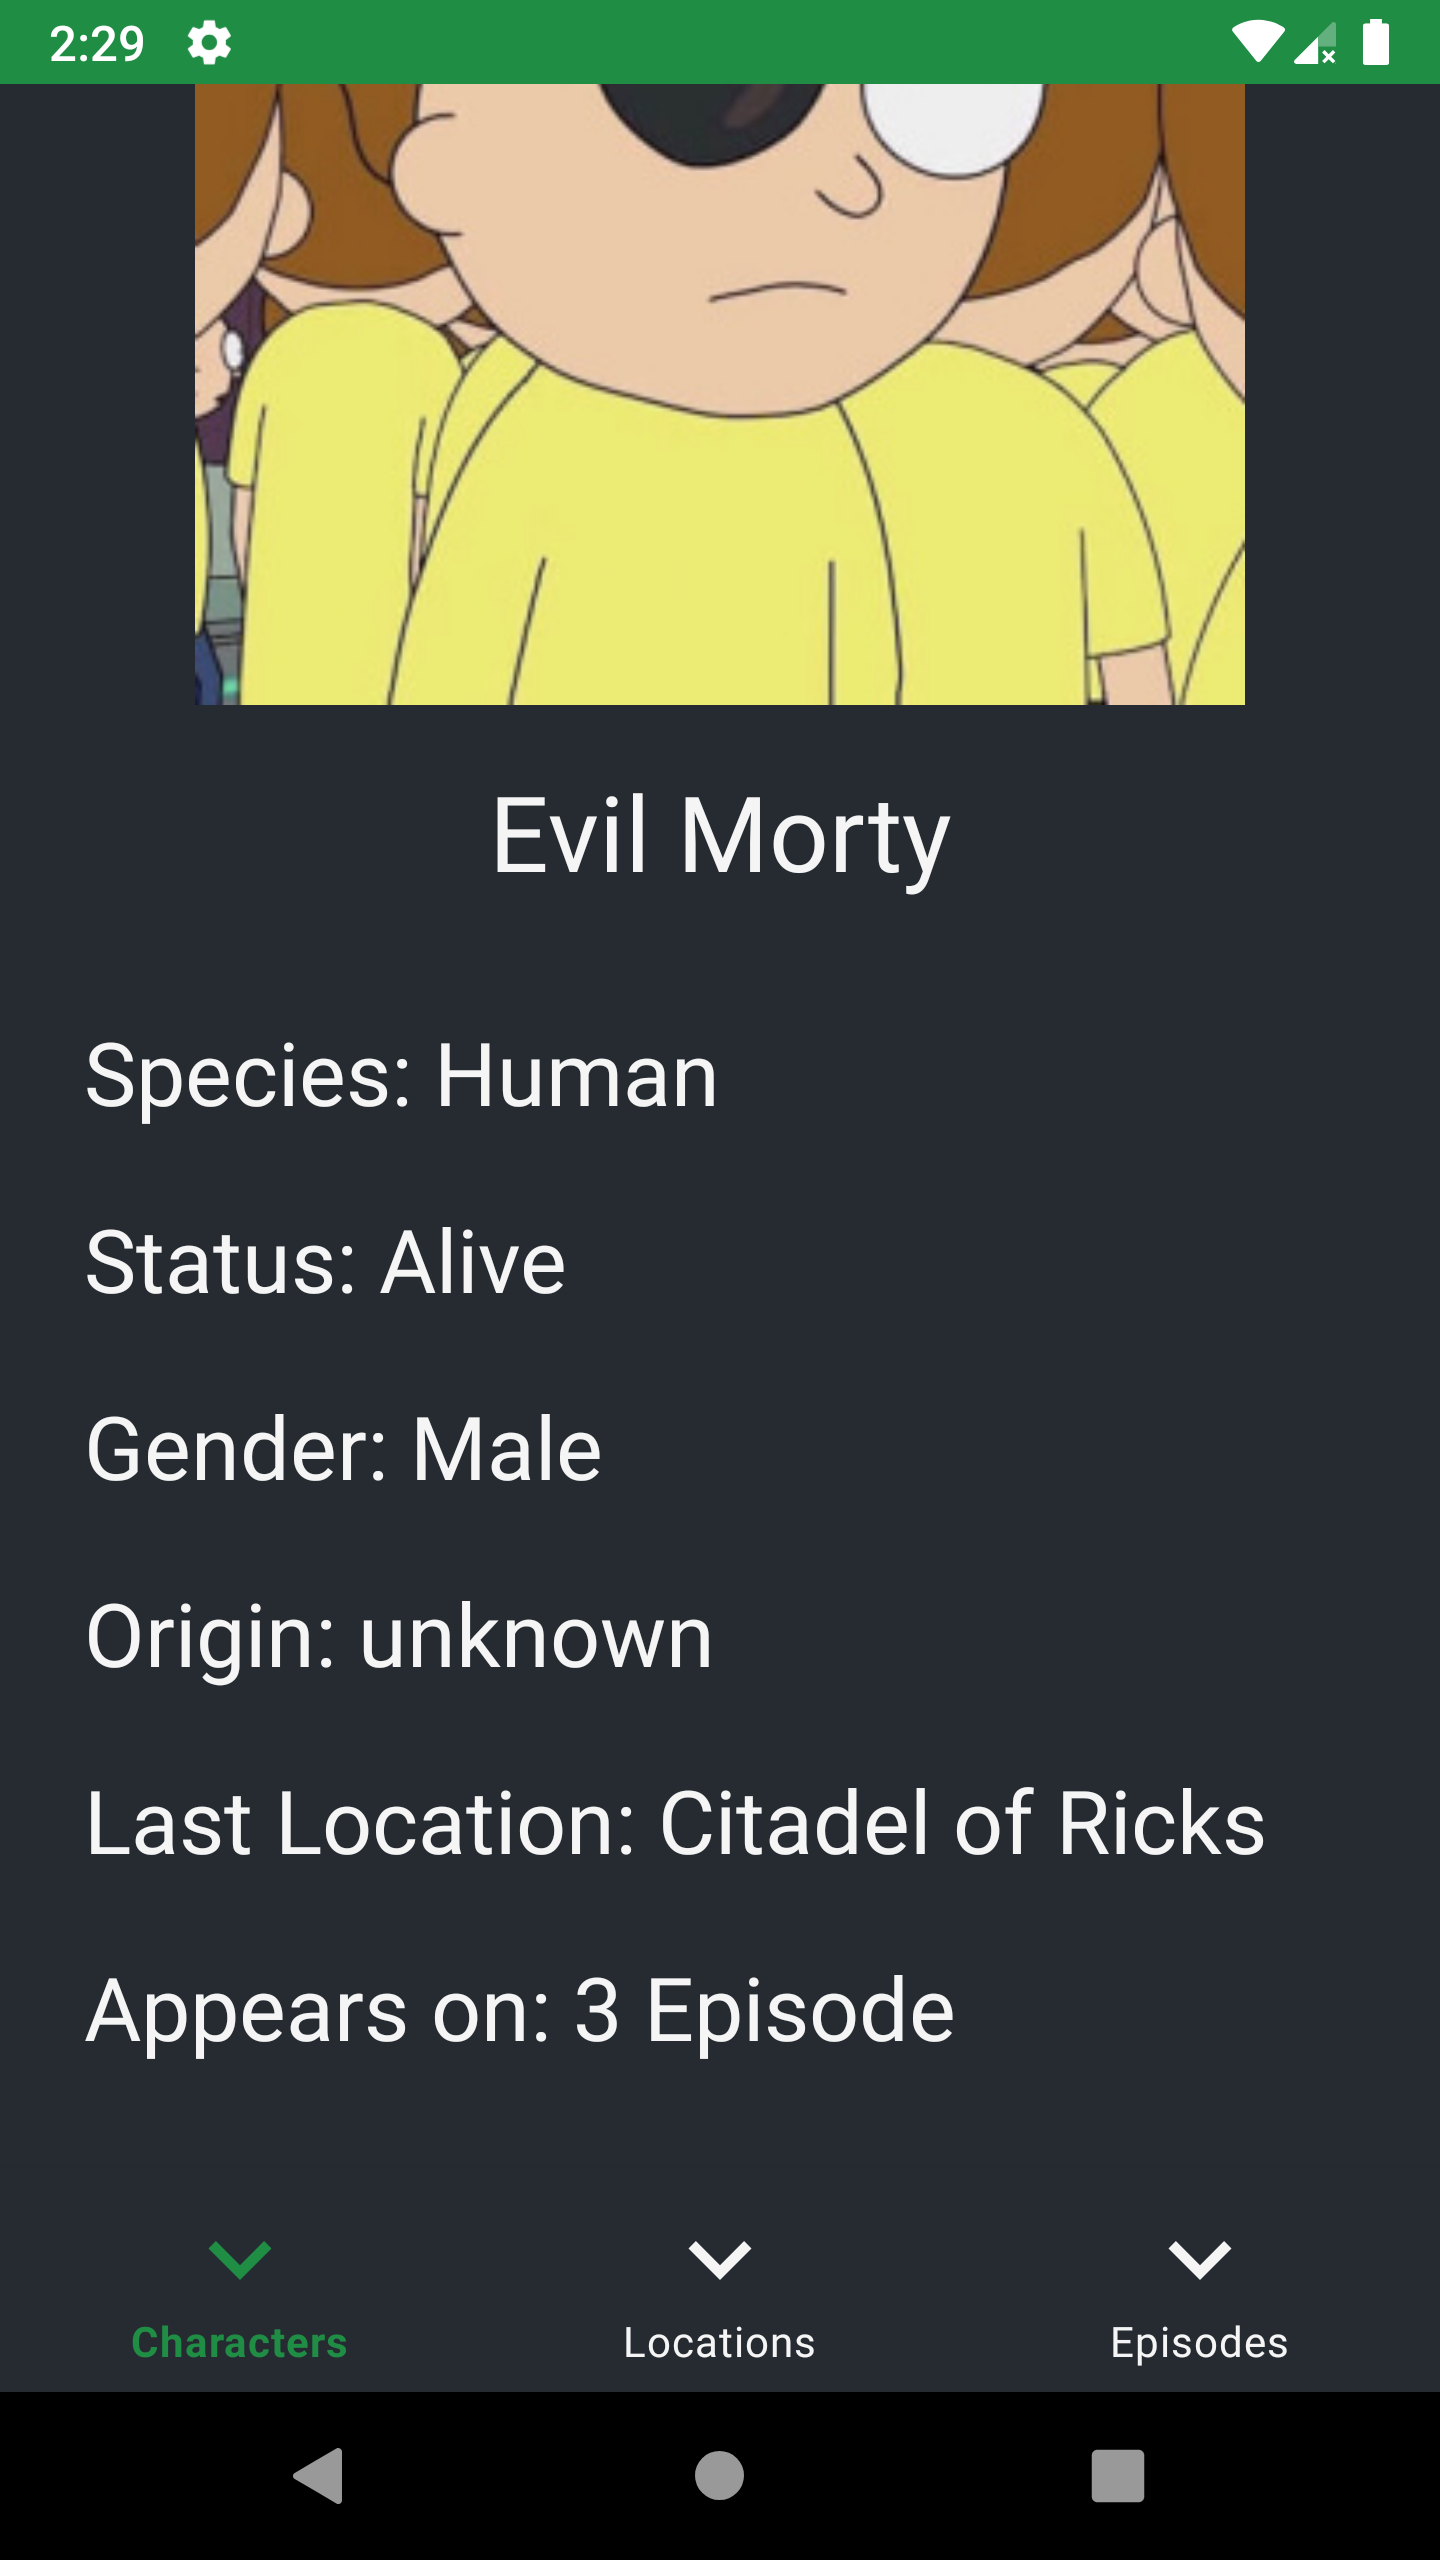 2:29
Evil Morty
Species: Human
Status: Alive
Gender: Male
Origin: unknown
Last Location: Citadel of Ricks
Appears on: 3 Episode
Characters
Locations
Episodes